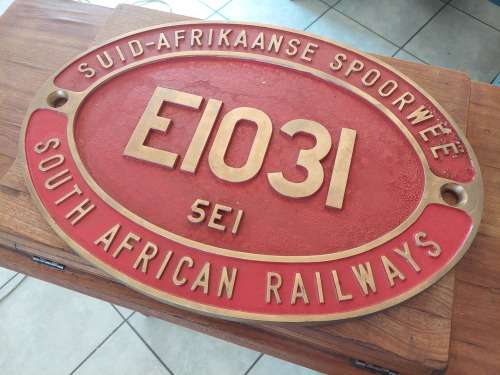 SUID-AFRIKAANSE SPOORWEË
E1031
5E1
SOUTH AFRICAN RAILWAYS